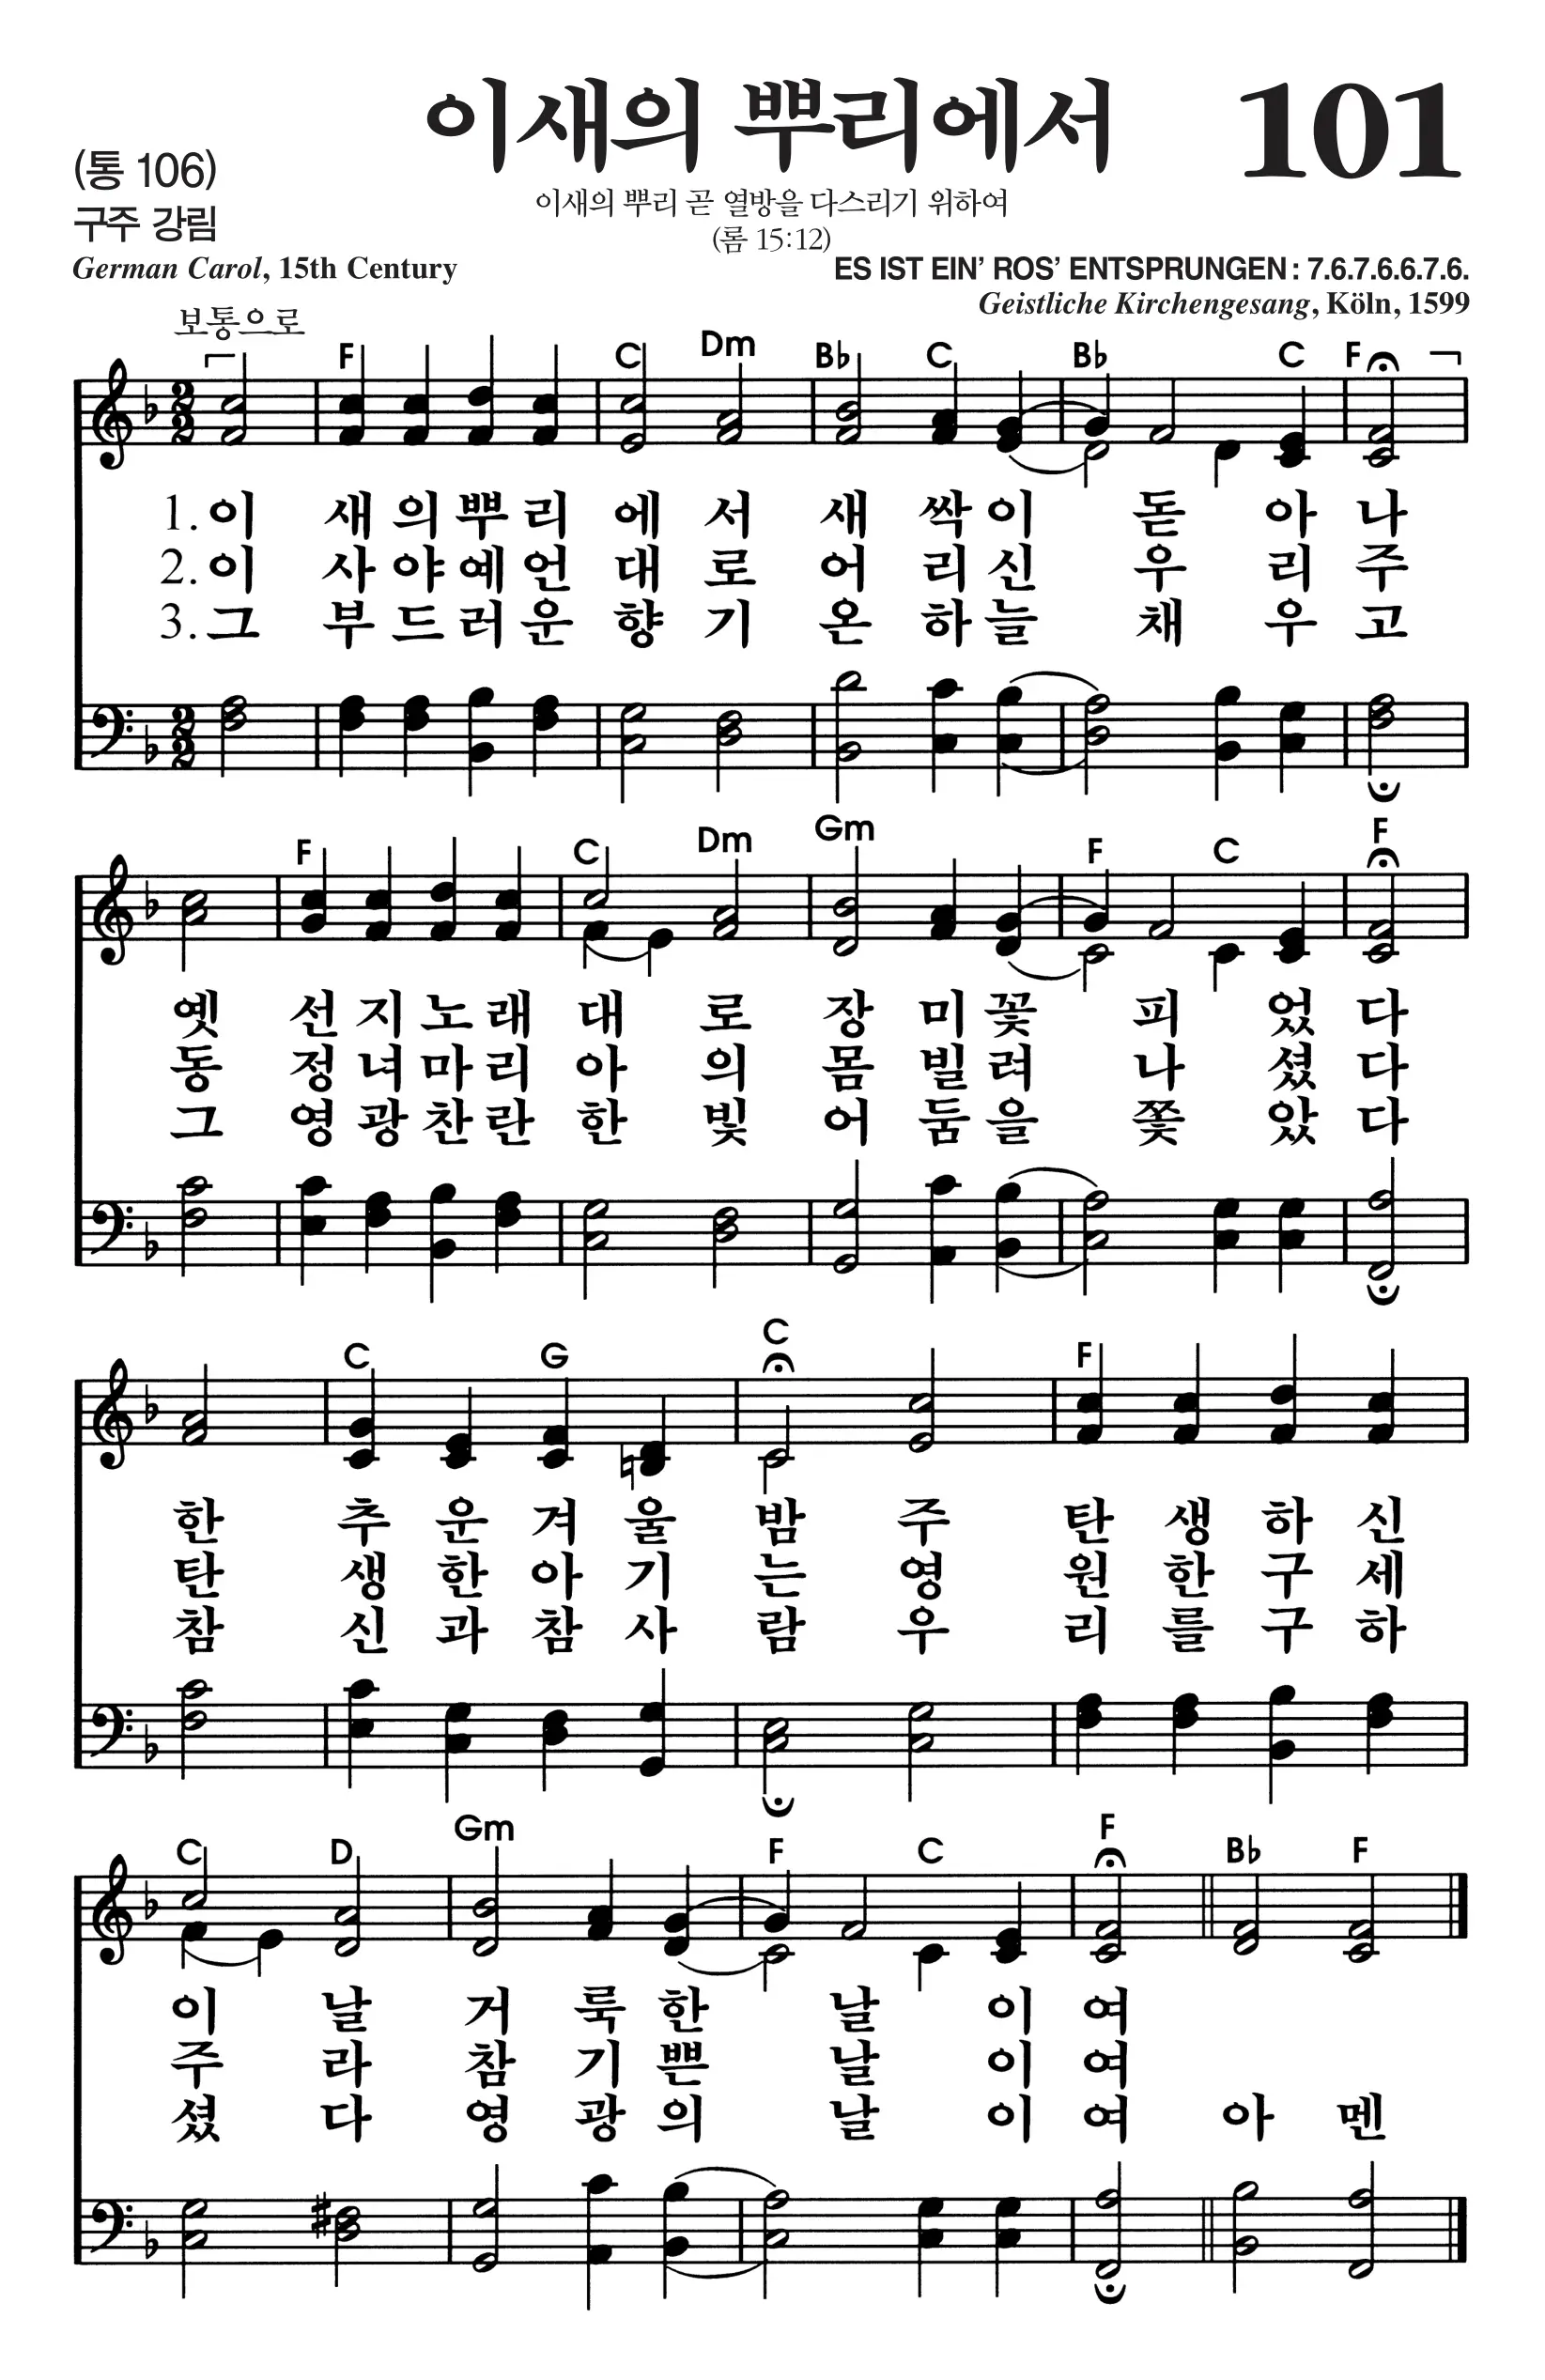 이새의 뿌리에서 101
(통 106)
이새의 뿌리 곧 열방을 다스리기 위하여
구주 강림
(롬 15:12)
German Carol, 15th Century
ES IST EIN’ ROS’ ENTSPRUNGEN : 7.6.7.6.6.7.6.
Geistliche Kirchengesang, Köln, 1599
보통으로
F C Dm B♭ C B♭ C F
1. 이 새 의 뿌 리 에 서 새 싹 이 돋 아 나
2. 이 사 야 예 언 대 로 어 리 신 우 리 주
3. 그 부 드 러 운 향 기 온 하 늘 채 우 고
F C Dm Gm F C F
옛 선 지 노 래 대 로 장 미 꽃 피 었 다
동 정 녀 마 리 아 의 몸 빌 려 나 셨 다
그 영 광 찬 란 한 빛 어 둠 을 쫓 았 다
C G C F
한 추 운 겨 울 밤 주 탄 생 하 신
탄 생 한 아 기 는 영 원 한 구 세
참 신 과 참 사 람 우 리 를 구 하
C D Gm F C F B♭ F
이 날 거 룩 한 날 이 여
주 라 참 기 쁜 날 이 여
셨 다 영 광 의 날 이 여 아 멘